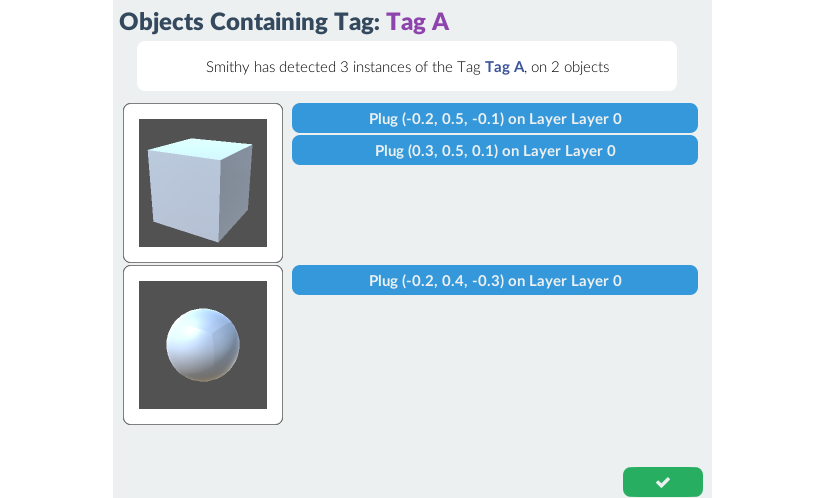 Objects Containing Tag: Tag A
Smithy has detected 3 instances of the Tag Tag A, on 2 objects
Plug (-0.2, 0.5, -0.1) on Layer Layer 0
Plug (0.3, 0.5, 0.1) on Layer Layer 0
Plug (-0.2, 0.4, -0.3) on Layer Layer 0